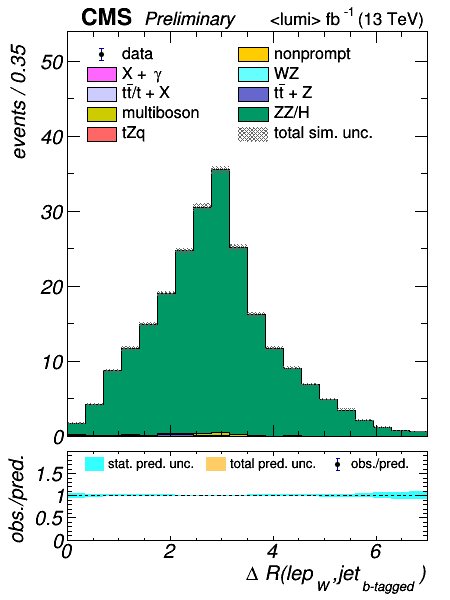 CMS Preliminary <lumi> fb⁻¹ (13 TeV)
events / 0.35
50
40
30
20
10
0
data
nonprompt
X + γ
WZ
tt̄/t + X
tt̄ + Z
multiboson
ZZ/H
tZq
total sim. unc.
obs./pred.
1.5
1
0.5
0
stat. pred. unc.
total pred. unc.
obs./pred.
0 2 4 6
Δ R(lep_W,jet_b-tagged)